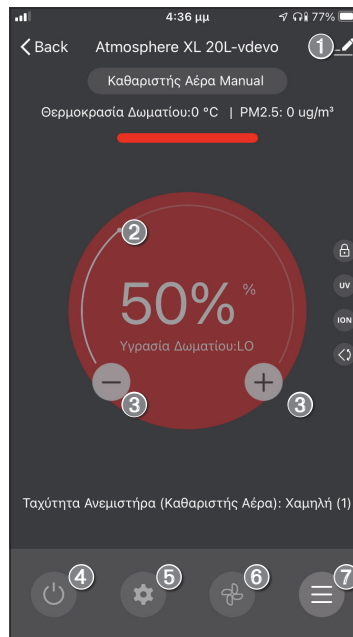 4:36 μμ 77%
Back Atmosphere XL 20L-vdevo 1
Καθαριστής Αέρα Manual
Θερμοκρασία Δωματίου:0 °C | PM2.5: 0 ug/m³
2
50% %
Υγρασία Δωματίου:LO
UV
ION
3 3
Ταχύτητα Ανεμιστήρα (Καθαριστής Αέρα): Χαμηλή (1)
4 5 6 7